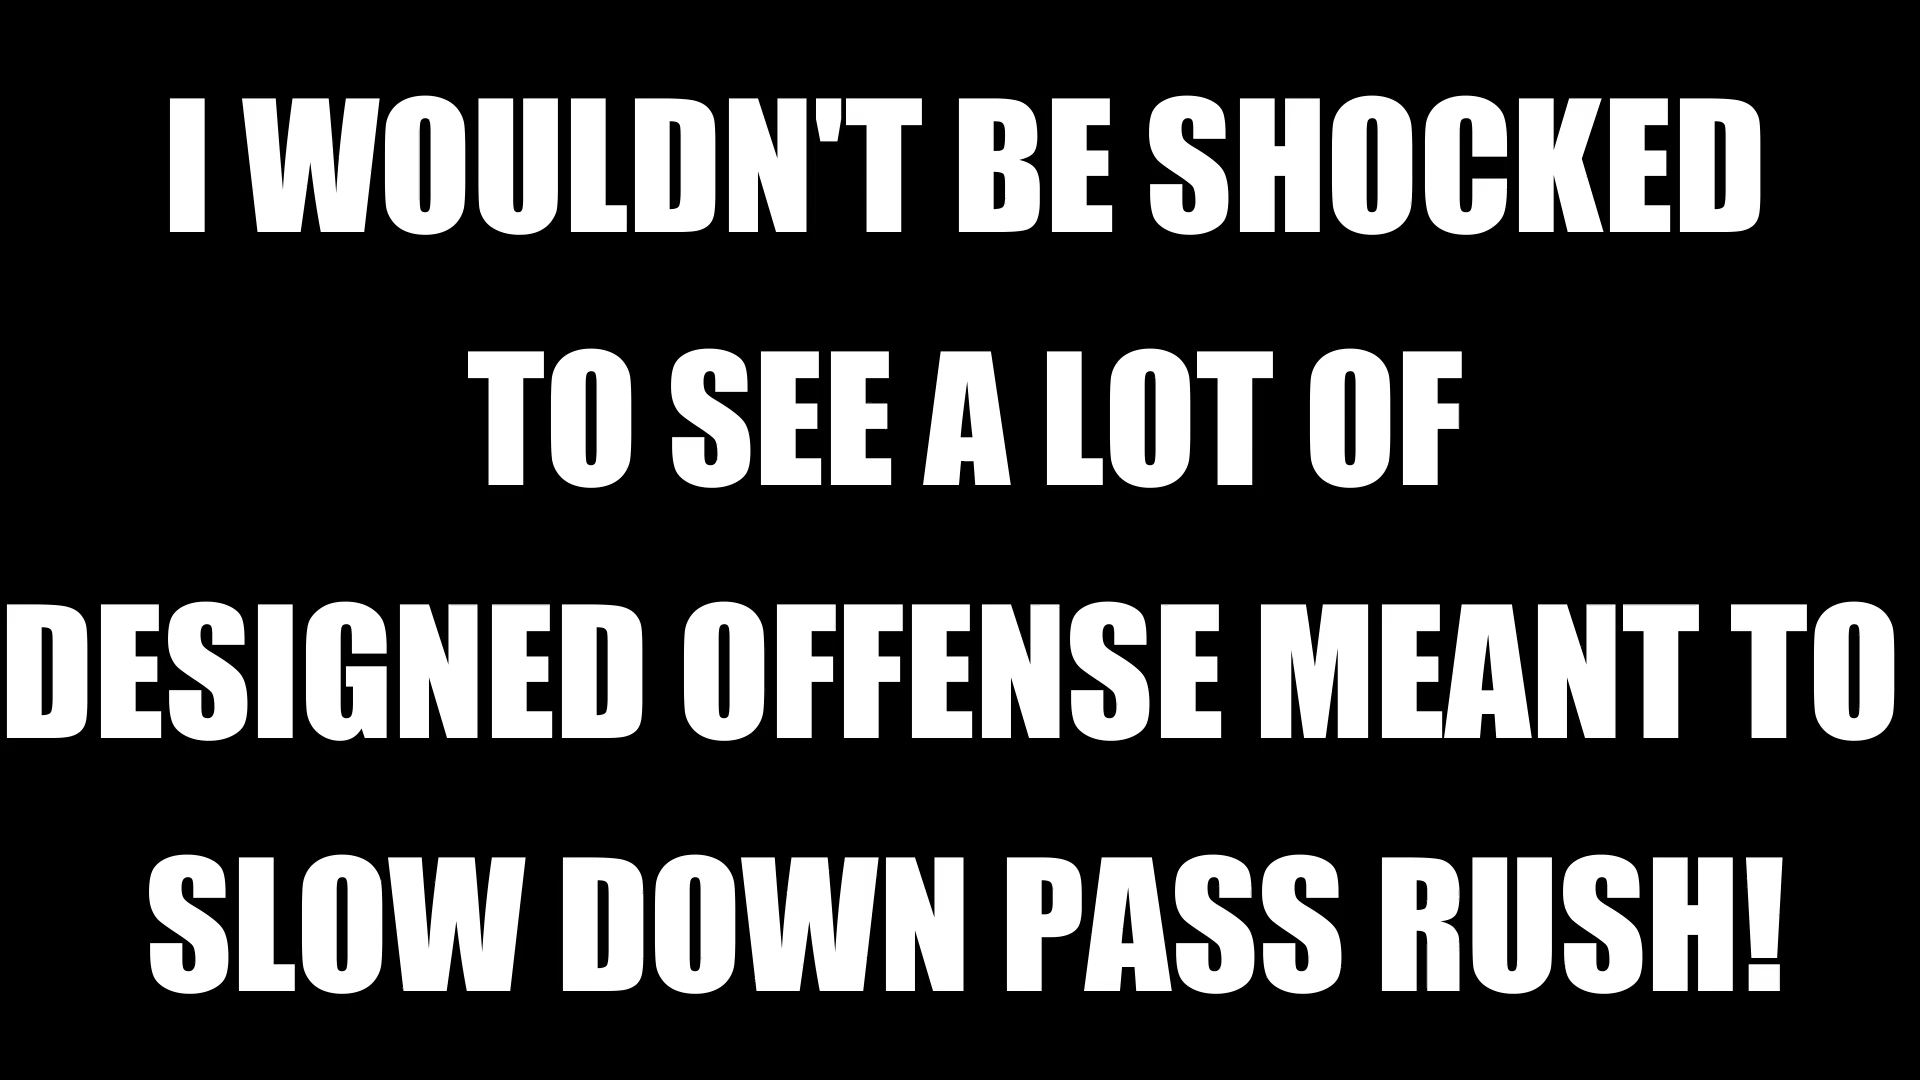 I WOULDN'T BE SHOCKED
TO SEE A LOT OF
DESIGNED OFFENSE MEANT TO
SLOW DOWN PASS RUSH!